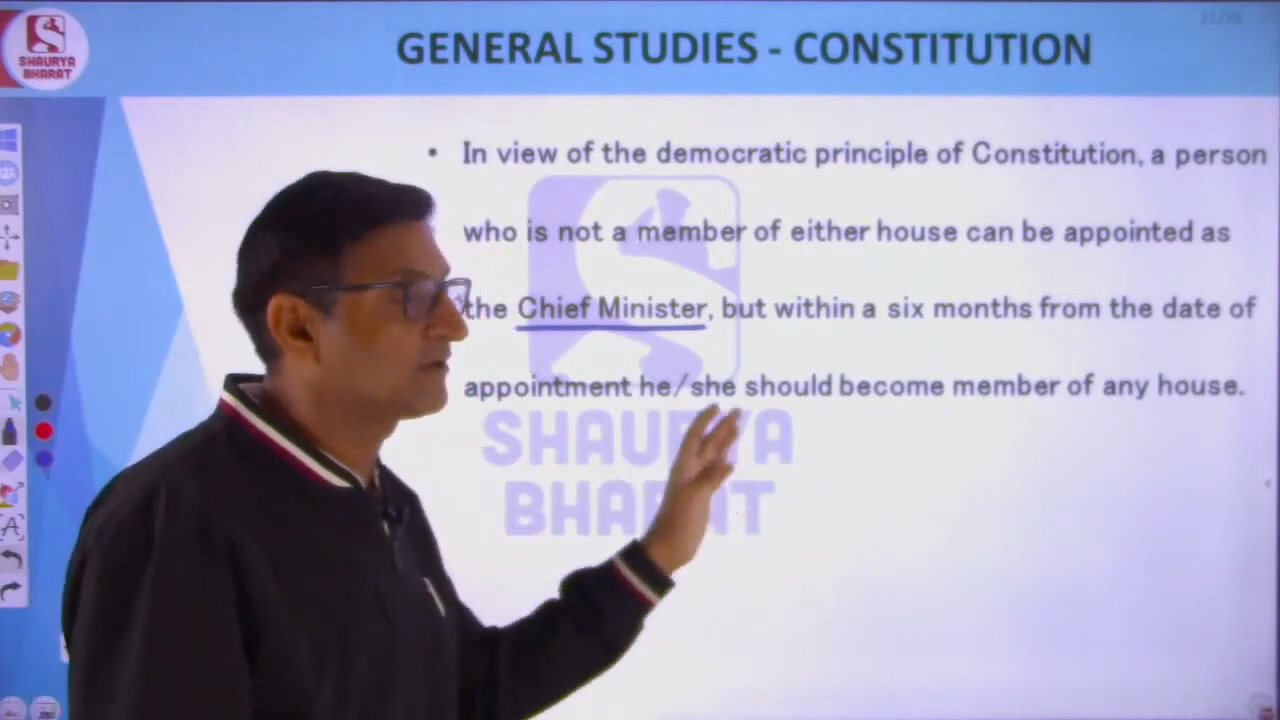 SHAURYA
BHARAT
GENERAL STUDIES - CONSTITUTION
• In view of the democratic principle of Constitution, a person
who is not a member of either house can be appointed as
the Chief Minister, but within a six months from the date of
appointment he/she should become member of any house.
SHAURYA
BHARAT